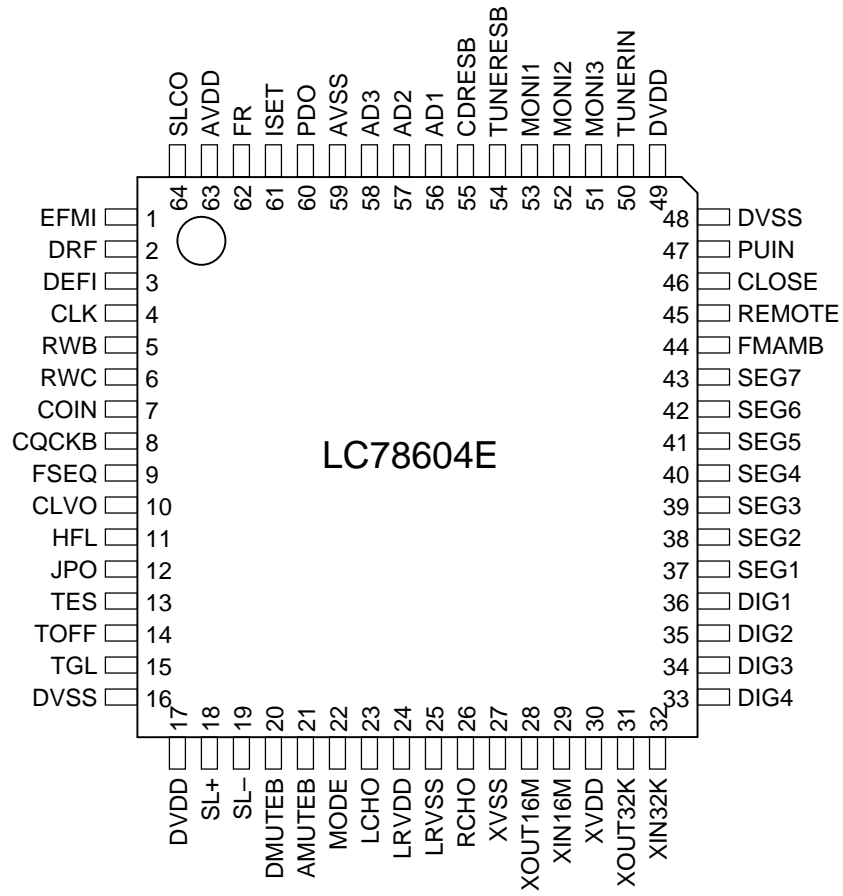 SLCO
AVDD
FR
ISET
PDO
AVSS
AD3
AD2
AD1
CDRESB
TUNERESB
MONI1
MONI2
MONI3
TUNERIN
DVDD
64
63
62
61
60
59
58
57
56
55
54
53
52
51
50
49
EFMI 1
DRF 2
DEFI 3
CLK 4
RWB 5
RWC 6
COIN 7
CQCKB 8
FSEQ 9
CLVO 10
HFL 11
JPO 12
TES 13
TOFF 14
TGL 15
DVSS 16
LC78604E
48 DVSS
47 PUIN
46 CLOSE
45 REMOTE
44 FMAMB
43 SEG7
42 SEG6
41 SEG5
40 SEG4
39 SEG3
38 SEG2
37 SEG1
36 DIG1
35 DIG2
34 DIG3
33 DIG4
17
18
19
20
21
22
23
24
25
26
27
28
29
30
31
32
DVDD
SL+
SL–
DMUTEB
AMUTEB
MODE
LCHO
LRVDD
LRVSS
RCHO
XVSS
XOUT16M
XIN16M
XVDD
XOUT32K
XIN32K